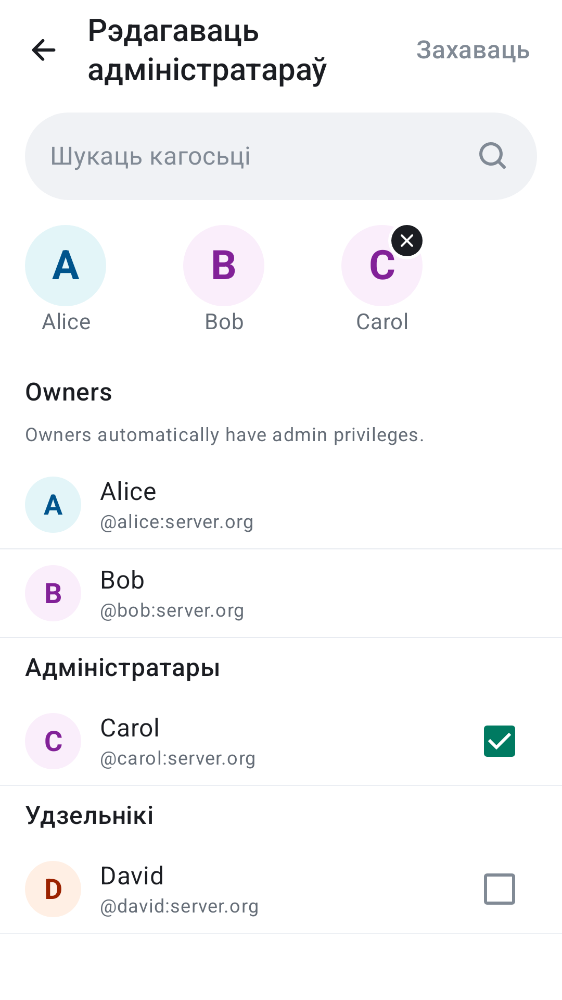 Рэдагаваць
адміністратараў
Захаваць
Шукаць кагосьці
A
B
C
Alice
Bob
Carol
Owners
Owners automatically have admin privileges.
A
Alice
@alice:server.org
B
Bob
@bob:server.org
Адміністратары
C
Carol
@carol:server.org
Удзельнікі
D
David
@david:server.org